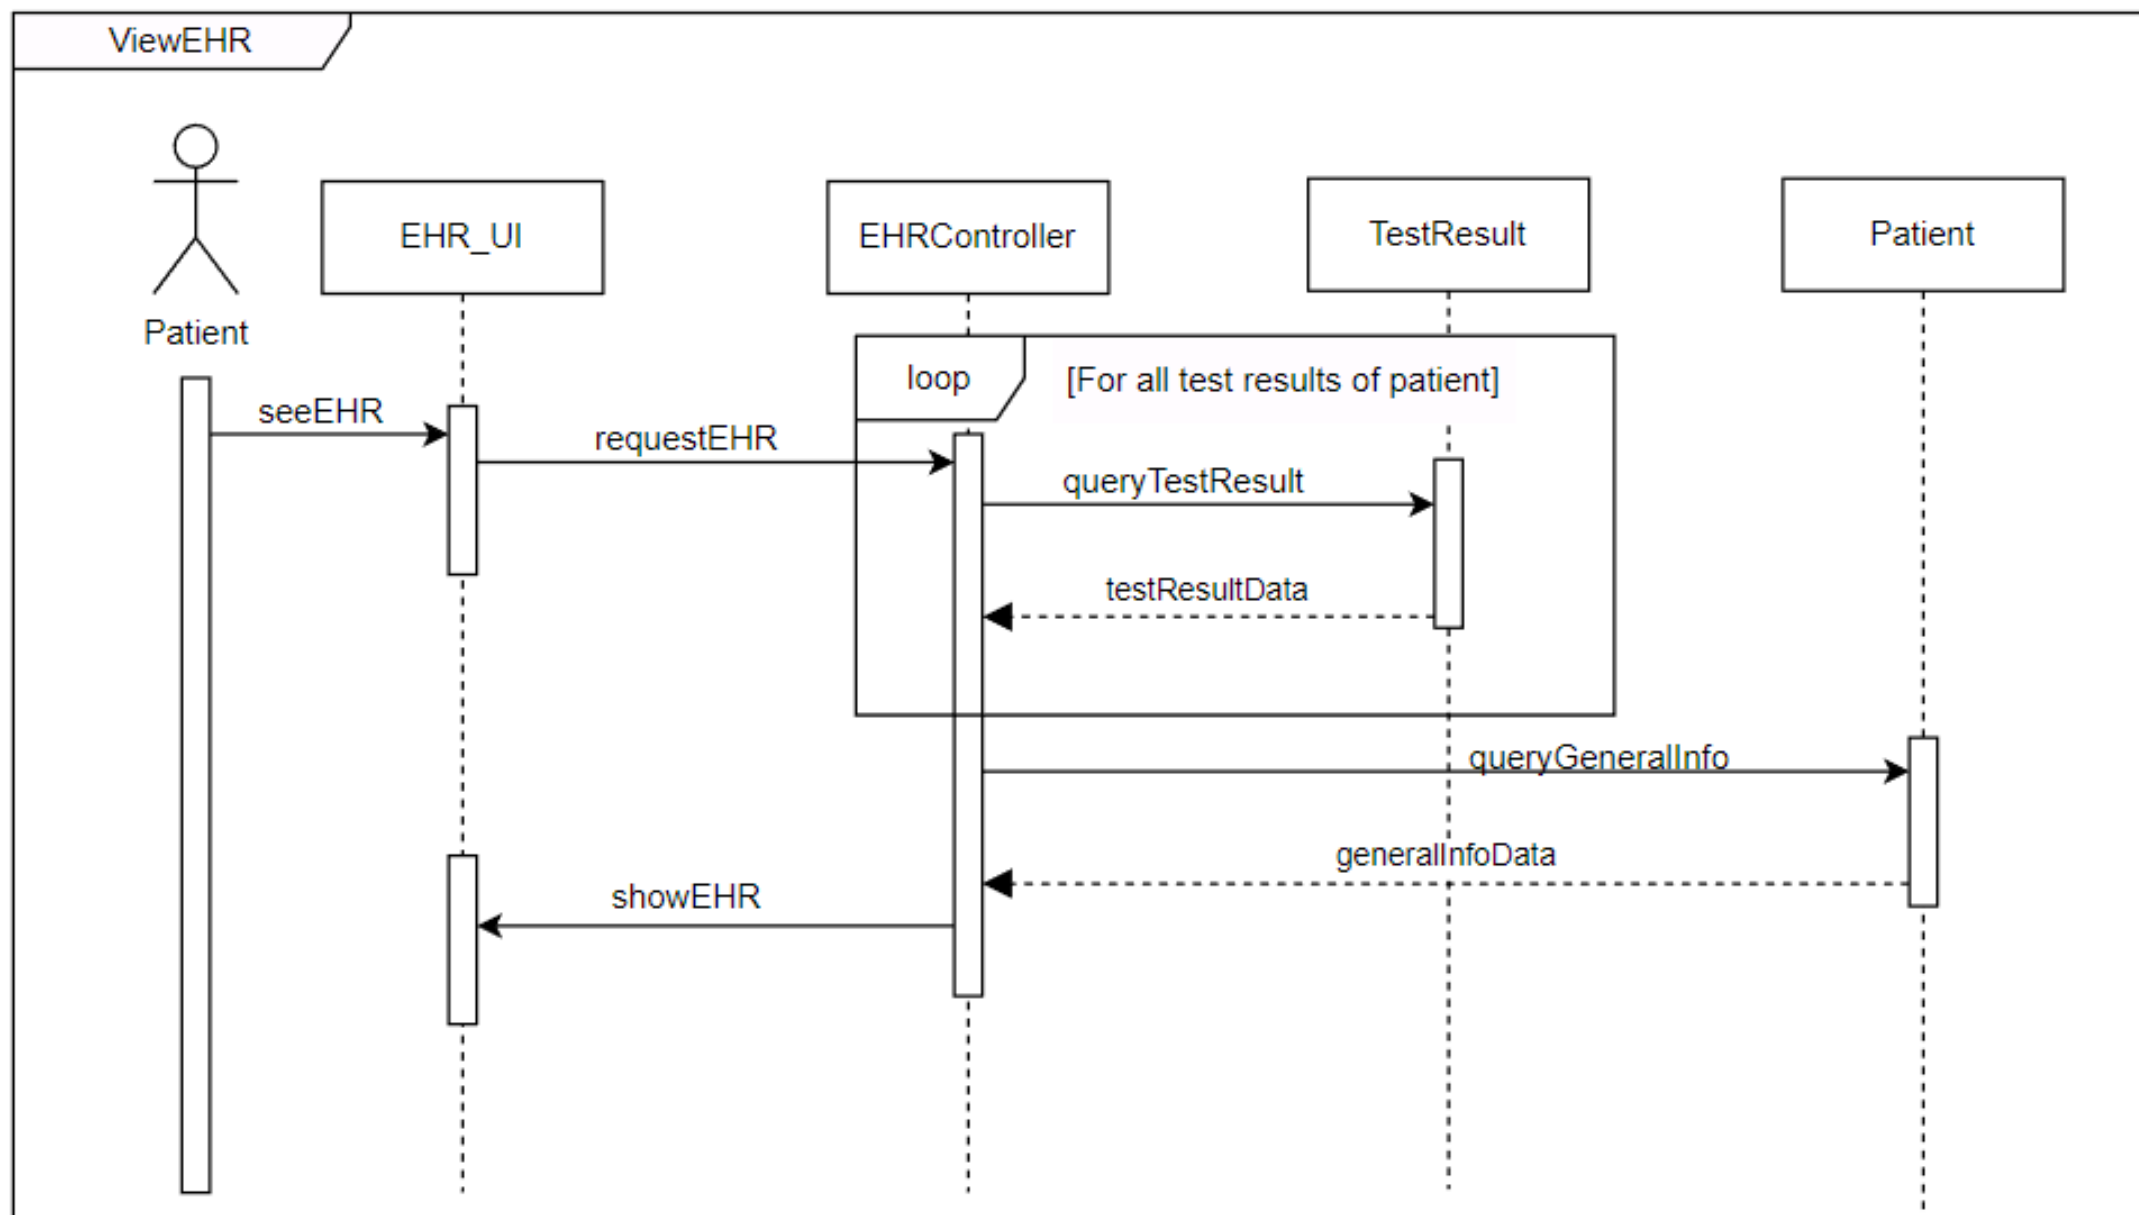 ViewEHR
EHR_UI
EHRController
TestResult
Patient
Patient
loop
[For all test results of patient]
seeEHR
requestEHR
queryTestResult
testResultData
queryGeneralInfo
generalInfoData
showEHR